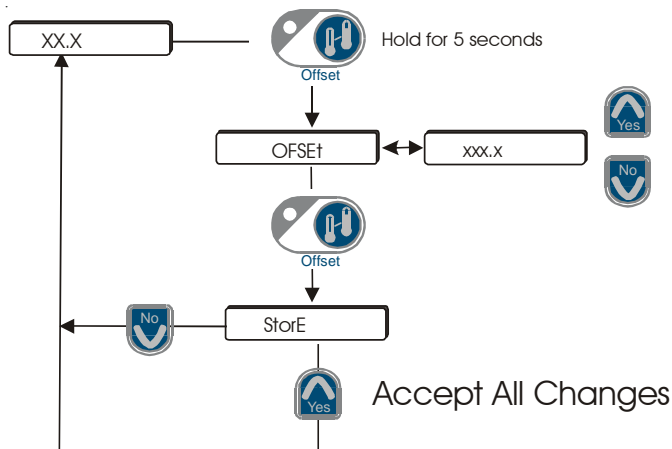 XX.X
Hold for 5 seconds
Offset
OFSEt
xxx.x
Yes
No
Offset
No
StorE
Yes
Accept All Changes